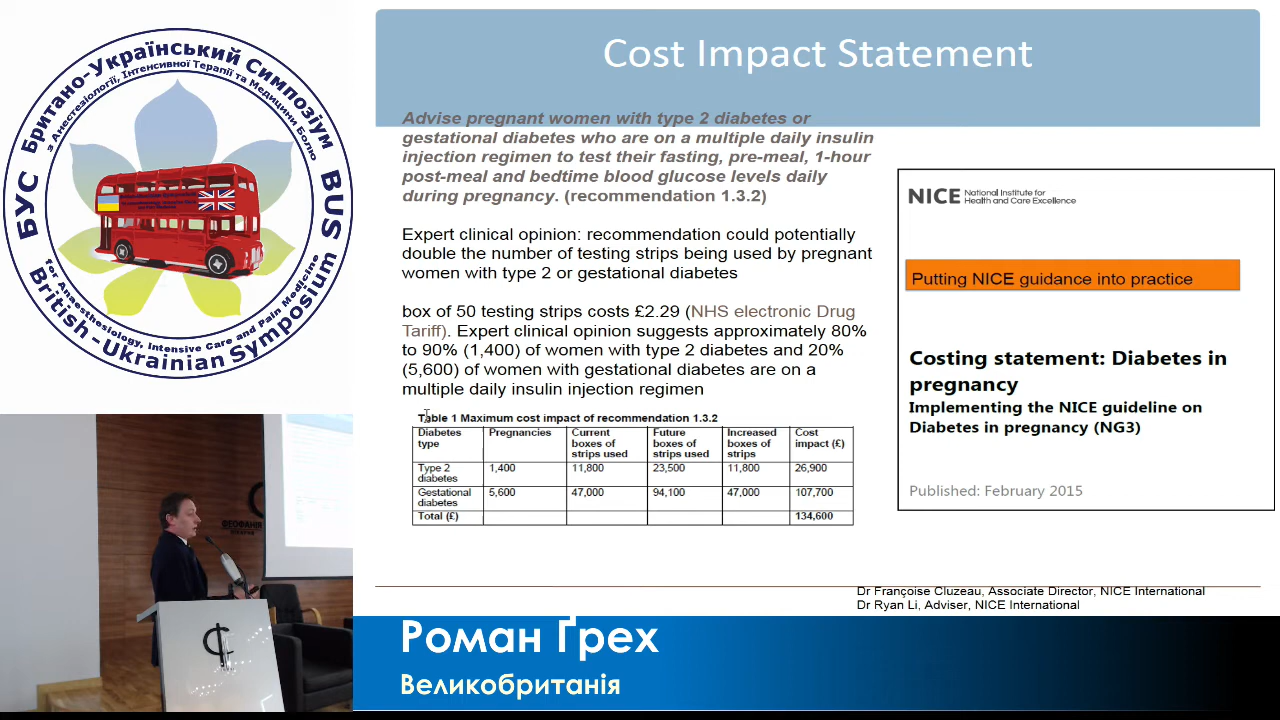 БУС Британо-Український Симпозіум
з Анестезіології, Інтенсивної Терапії та Медицини Болю
BUS British-Ukrainian Symposium
for Anaesthesiology, Intensive Care and Pain Medicine
Cost Impact Statement
Advise pregnant women with type 2 diabetes or
gestational diabetes who are on a multiple daily insulin
injection regimen to test their fasting, pre-meal, 1-hour
post-meal and bedtime blood glucose levels daily
during pregnancy. (recommendation 1.3.2)
Expert clinical opinion: recommendation could potentially
double the number of testing strips being used by pregnant
women with type 2 or gestational diabetes
box of 50 testing strips costs £2.29 (NHS electronic Drug
Tariff). Expert clinical opinion suggests approximately 80%
to 90% (1,400) of women with type 2 diabetes and 20%
(5,600) of women with gestational diabetes are on a
multiple daily insulin injection regimen
Table 1 Maximum cost impact of recommendation 1.3.2
Diabetes type Pregnancies Current boxes of strips used Future boxes of strips used Increased boxes of strips Cost impact (£)
Type 2 diabetes 1,400 11,800 23,500 11,800 26,900
Gestational diabetes 5,600 47,000 94,100 47,000 107,700
Total (£) 134,600
NICE National Institute for
Health and Care Excellence
Putting NICE guidance into practice
Costing statement: Diabetes in
pregnancy
Implementing the NICE guideline on
Diabetes in pregnancy (NG3)
Published: February 2015
Dr Françoise Cluzeau, Associate Director, NICE International
Dr Ryan Li, Adviser, NICE International
ФЕОФАНІЯ
Роман Ґрех
Великобританія